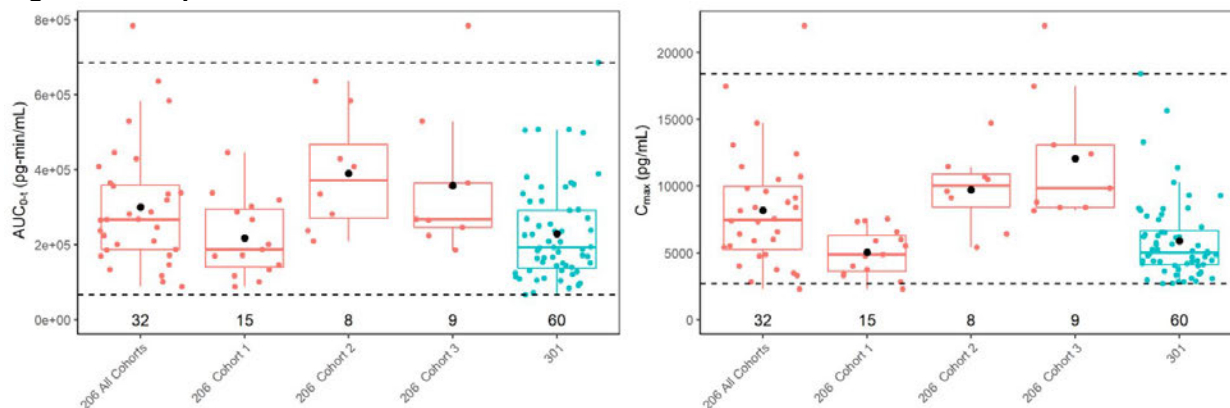 8e+05
6e+05
4e+05
2e+05
0e+00
AUC0-t (pg-min/mL)
32
15
8
9
60
206 All Cohorts
206 Cohort 1
206 Cohort 2
206 Cohort 3
301
20000
15000
10000
5000
0
Cmax (pg/mL)
32
15
8
9
60
206 All Cohorts
206 Cohort 1
206 Cohort 2
206 Cohort 3
301